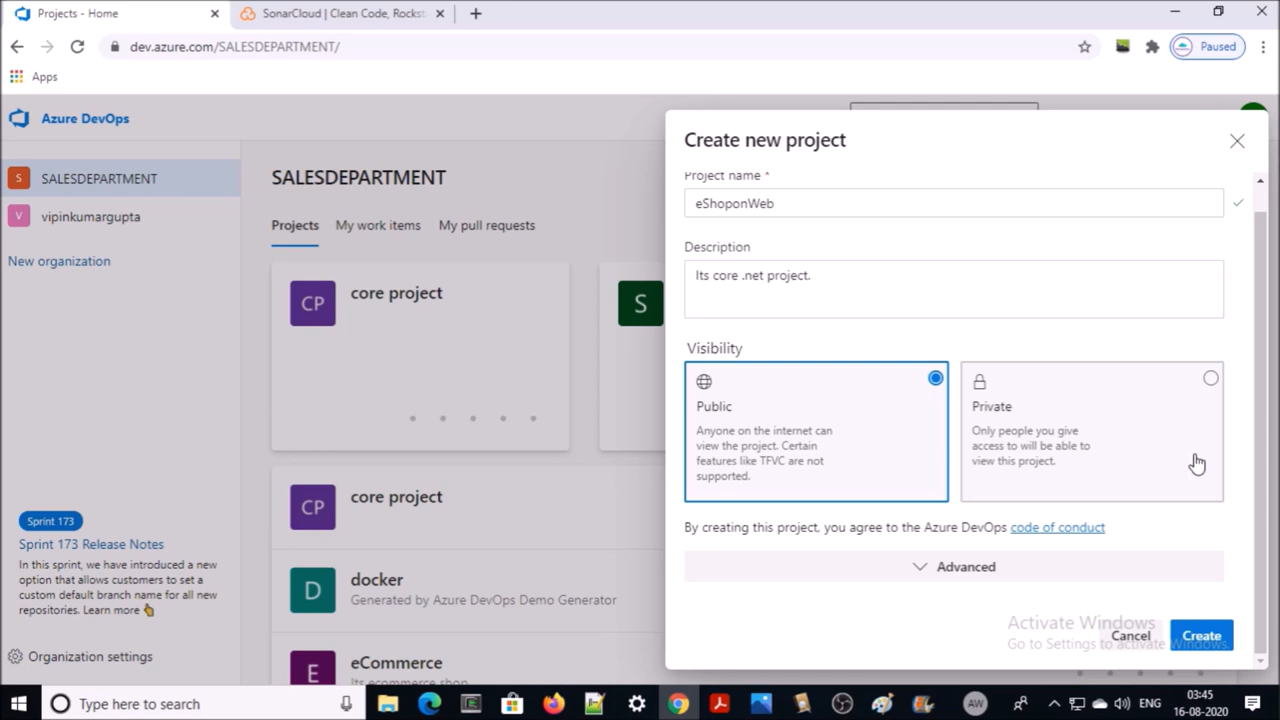 Projects - Home
SonarCloud | Clean Code, Rocksta
dev.azure.com/SALESDEPARTMENT/
Paused
Apps
Azure DevOps
S SALESDEPARTMENT
V vipinkumargupta
New organization
Sprint 173
Sprint 173 Release Notes
In this sprint, we have introduced a new
option that allows customers to set a
custom default branch name for all new
repositories. Learn more
Organization settings
SALESDEPARTMENT
Projects My work items My pull requests
CP core project
S
CP core project
D docker
Generated by Azure DevOps Demo Generator
E eCommerce
Its ecommerce shop
Create new project
Project name *
eShoponWeb
Description
Its core .net project.
Visibility
Public
Anyone on the internet can
view the project. Certain
features like TFVC are not
supported.
Private
Only people you give
access to will be able to
view this project.
By creating this project, you agree to the Azure DevOps code of conduct
Advanced
Activate Windows
Go to Settings to activate Windows.
Cancel Create
Type here to search
AW
ENG
03:45
16-08-2020